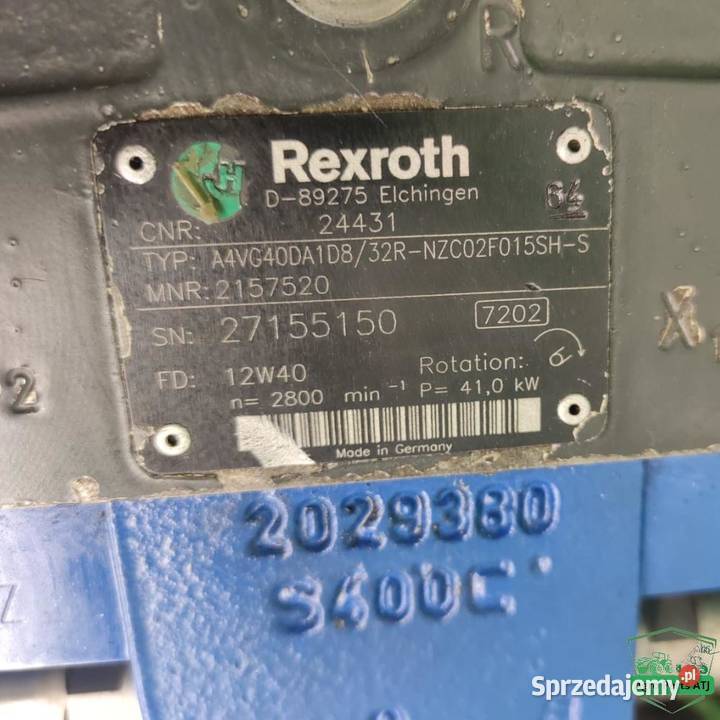 R
Rexroth
D-89275 Elchingen
64
CNR: 24431
TYP: A4VG40DA1D8/32R-NZC02F015SH-S
MNR: 2157520
SN: 27155150 7202
FD: 12W40 Rotation:
n= 2800 min⁻¹ P= 41,0 kW
Made in Germany
X
2
2029380
S400C
Z
Sprzedajemy.pl